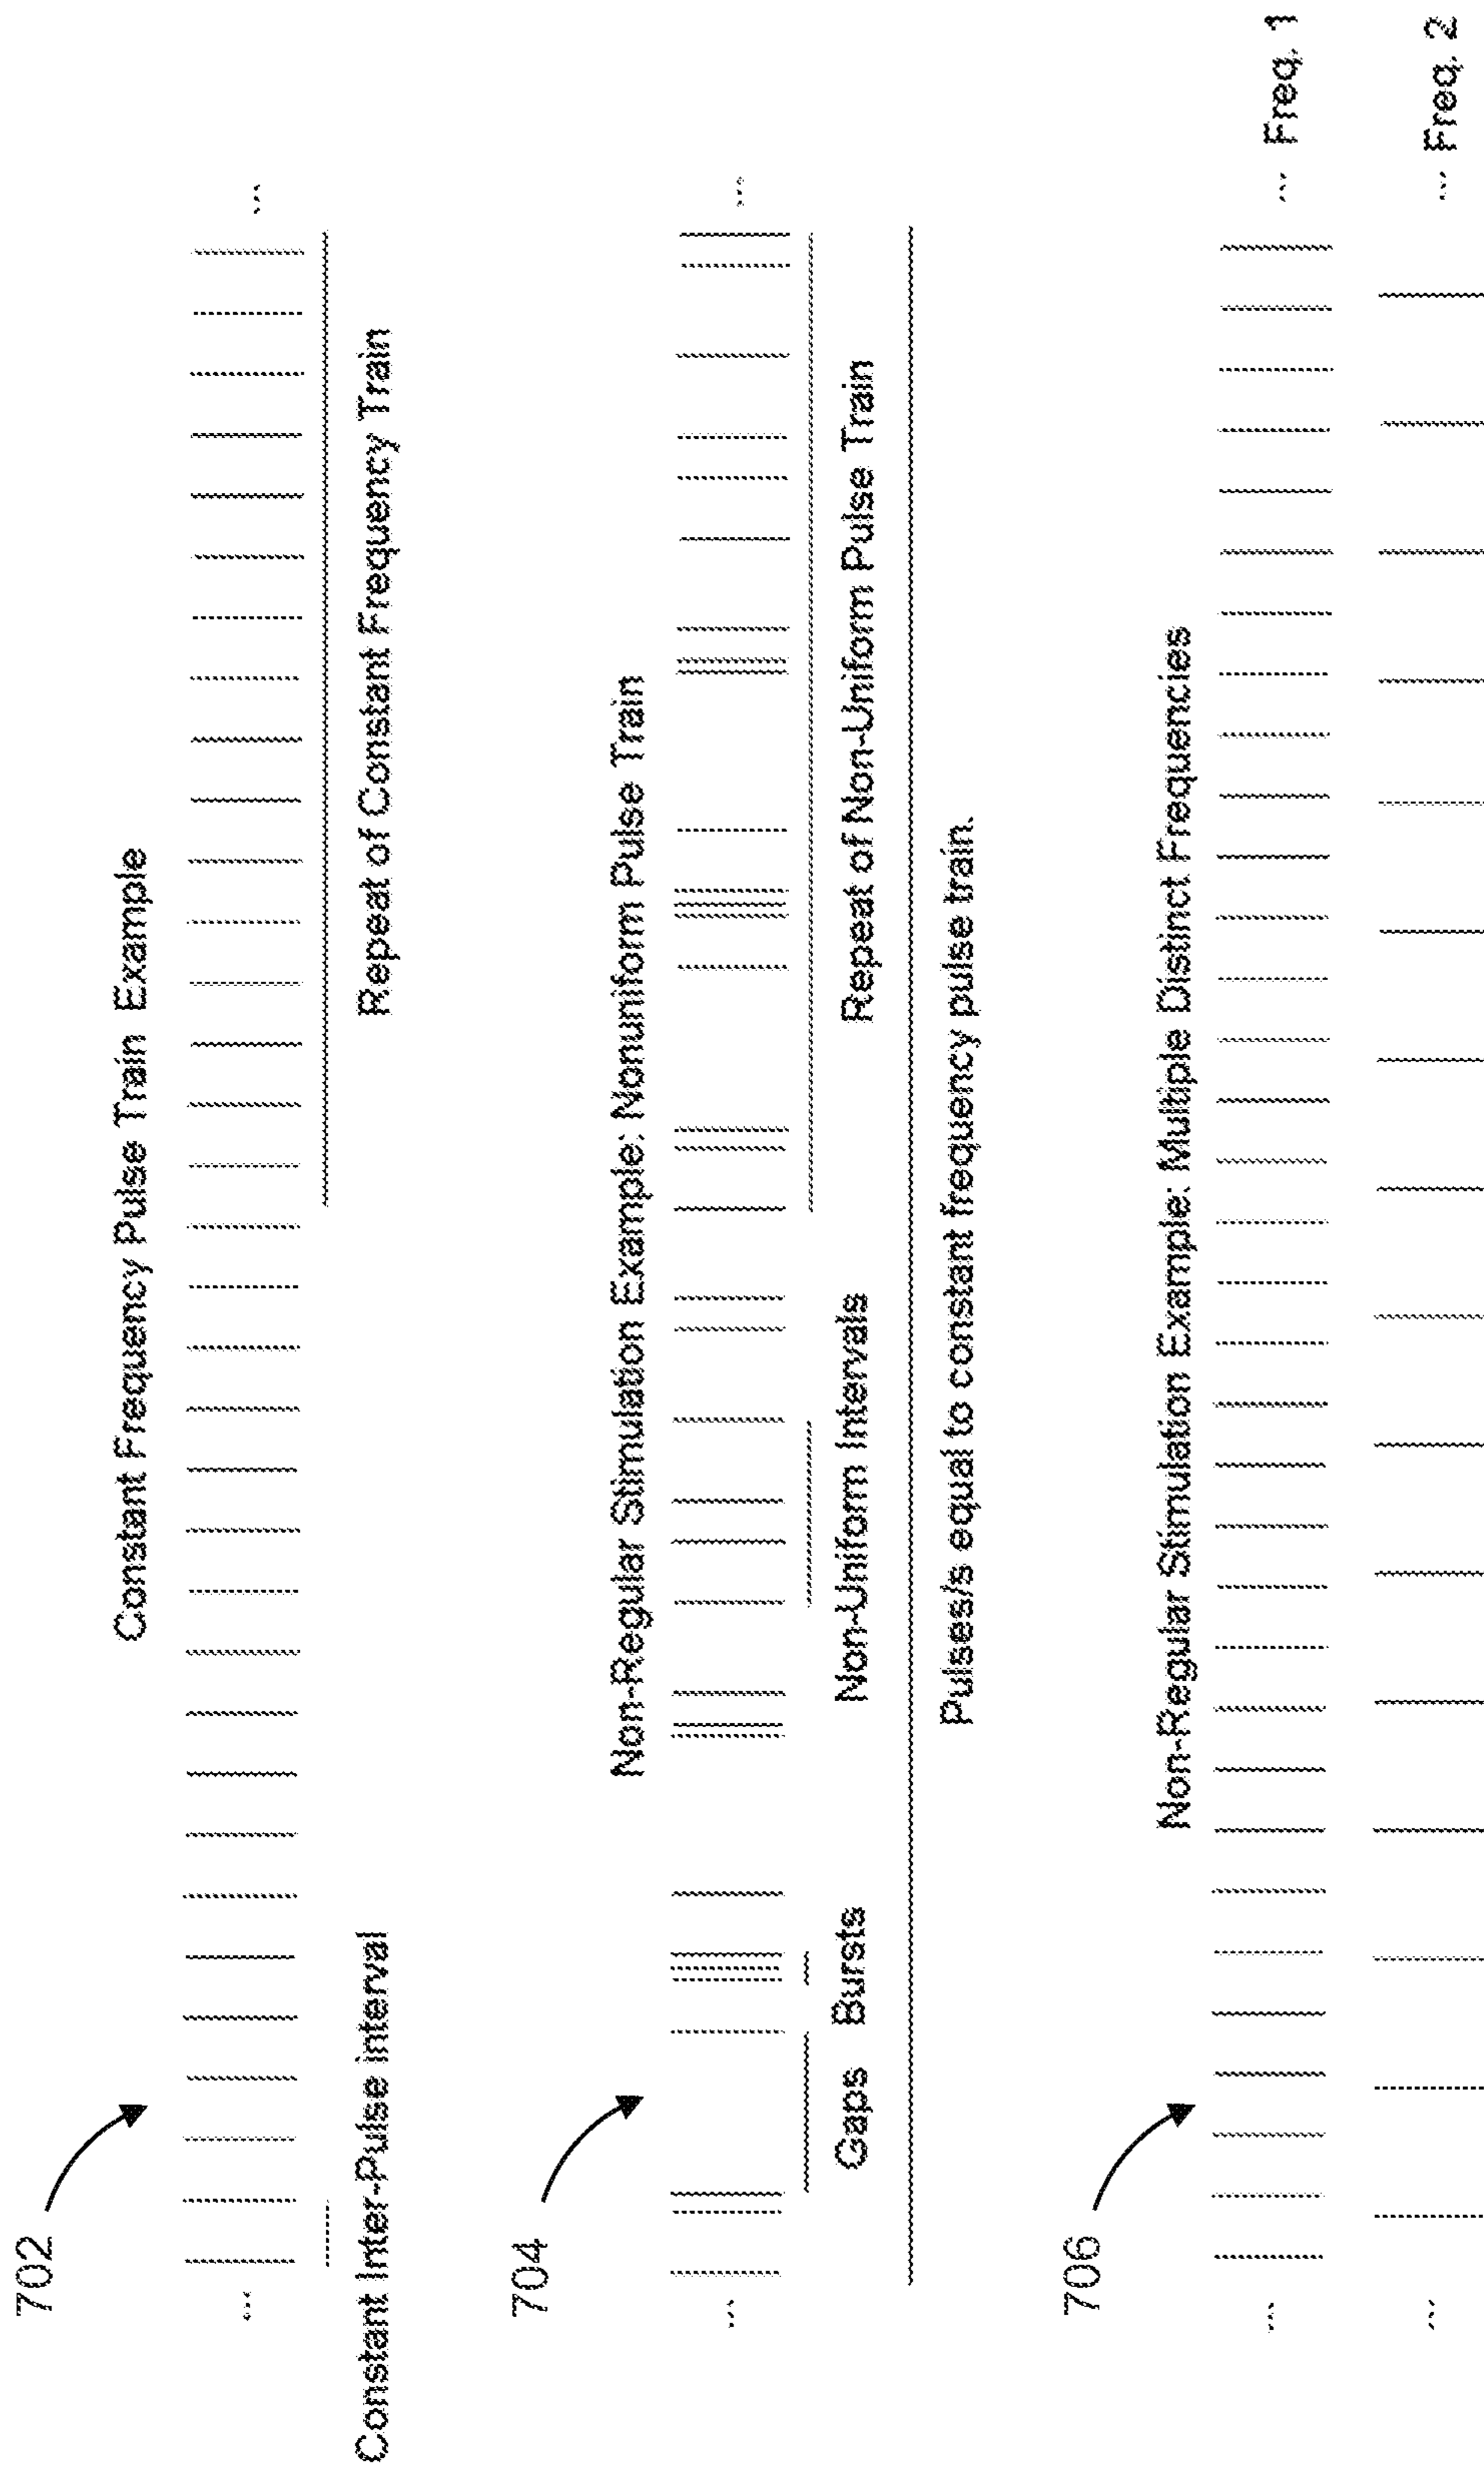 702
Constant Frequency Pulse Train Example
... ...
Constant Inter-Pulse interval
Repeat of Constant Frequency Train
704
Non-Regular Stimulation Example: Nonuniform Pulse Train
... ...
Gaps Bursts Non-Uniform Intervals Repeat of Non-Uniform Pulse Train
Pulses/s equal to constant frequency pulse train.
706
Non-Regular Stimulation Example: Multiple Distinct Frequencies
... ... Freq. 1
... ... Freq. 2